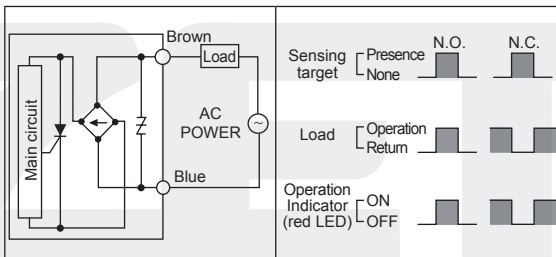 Main circuit
Brown
Load
AC
POWER
~
Blue
N.O. N.C.
Sensing target Presence
None
Load Operation
Return
Operation Indicator (red LED) ON
OFF